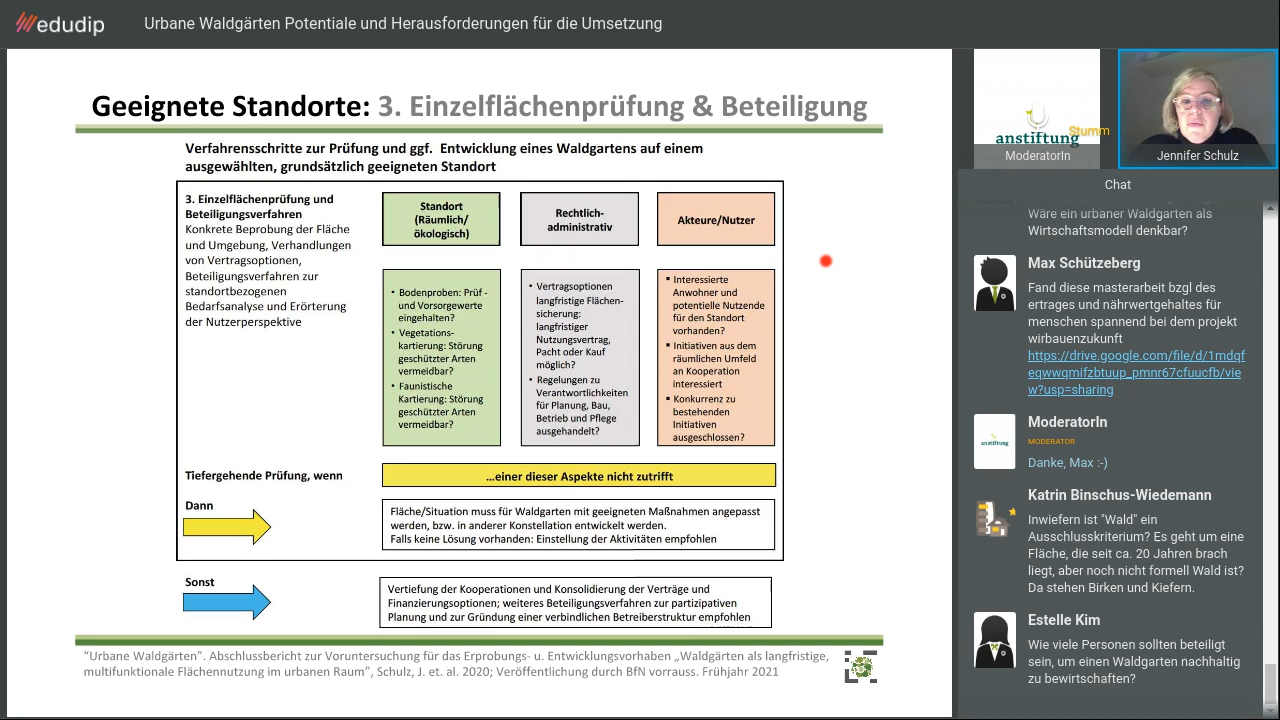 edudip
Urbane Waldgärten Potentiale und Herausforderungen für die Umsetzung
Geeignete Standorte: 3. Einzelflächenprüfung & Beteiligung
Verfahrensschritte zur Prüfung und ggf. Entwicklung eines Waldgartens auf einem
ausgewählten, grundsätzlich geeigneten Standort
3. Einzelflächenprüfung und
Beteiligungsverfahren
Konkrete Beprobung der Fläche
und Umgebung, Verhandlungen
von Vertragsoptionen,
Beteiligungsverfahren zur
standortbezogenen
Bedarfsanalyse und Erörterung
der Nutzerperspektive
Standort
(Räumlich/
ökologisch)
Rechtlich-
administrativ
Akteure/Nutzer
• Bodenproben: Prüf -
und Vorsorgewerte
eingehalten?
• Vegetations-
kartierung: Störung
geschützter Arten
vermeidbar?
• Faunistische
Kartierung: Störung
geschützter Arten
vermeidbar?
• Vertragsoptionen
langfristige Flächen-
sicherung:
langfristiger
Nutzungsvertrag,
Pacht oder Kauf
möglich?
• Regelungen zu
Verantwortlichkeiten
für Planung, Bau,
Betrieb und Pflege
ausgehandelt?
▪ Interessierte
Anwohner und
potentielle Nutzende
für den Standort
vorhanden?
▪ Initiativen aus dem
räumlichen Umfeld
an Kooperation
interessiert
▪ Konkurrenz zu
bestehenden
Initiativen
ausgeschlossen?
Tiefergehende Prüfung, wenn
...einer dieser Aspekte nicht zutrifft
Dann
Fläche/Situation muss für Waldgarten mit geeigneten Maßnahmen angepasst
werden, bzw. in anderer Konstellation entwickelt werden.
Falls keine Lösung vorhanden: Einstellung der Aktivitäten empfohlen
Sonst
Vertiefung der Kooperationen und Konsolidierung der Verträge und
Finanzierungsoptionen; weiteres Beteiligungsverfahren zur partizipativen
Planung und zur Gründung einer verbindlichen Betreiberstruktur empfohlen
"Urbane Waldgärten". Abschlussbericht zur Voruntersuchung für das Erprobungs- u. Entwicklungsvorhaben „Waldgärten als langfristige,
multifunktionale Flächennutzung im urbanen Raum", Schulz, J. et. al. 2020; Veröffentlichung durch BfN vorrauss. Frühjahr 2021
anstiftung
Stumm
ModeratorIn
Jennifer Schulz
Chat
Wäre ein urbaner Waldgarten als
Wirtschaftsmodell denkbar?
Max Schützeberg
Fand diese masterarbeit bzgl des
ertrages und nährwertgehaltes für
menschen spannend bei dem projekt
wirbauenzukunft
https://drive.google.com/file/d/1mdqf
eqwwqmifzbtuup_pmnr67cfuucfb/vie
w?usp=sharing
ModeratorIn
MODERATOR
anstiftung
Danke, Max :-)
Katrin Binschus-Wiedemann
Inwiefern ist "Wald" ein
Ausschlusskriterium? Es geht um eine
Fläche, die seit ca. 20 Jahren brach
liegt, aber noch nicht formell Wald ist?
Da stehen Birken und Kiefern.
Estelle Kim
Wie viele Personen sollten beteiligt
sein, um einen Waldgarten nachhaltig
zu bewirtschaften?